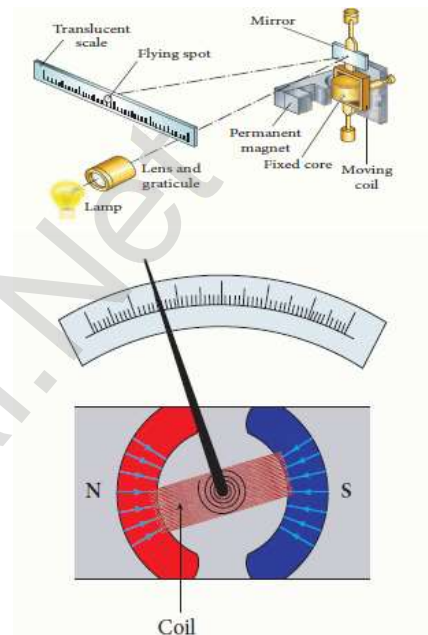 Mirror
Translucent
scale
Flying spot
Permanent
magnet
Fixed core
Moving
coil
Lens and
graticule
Lamp
N
S
Coil